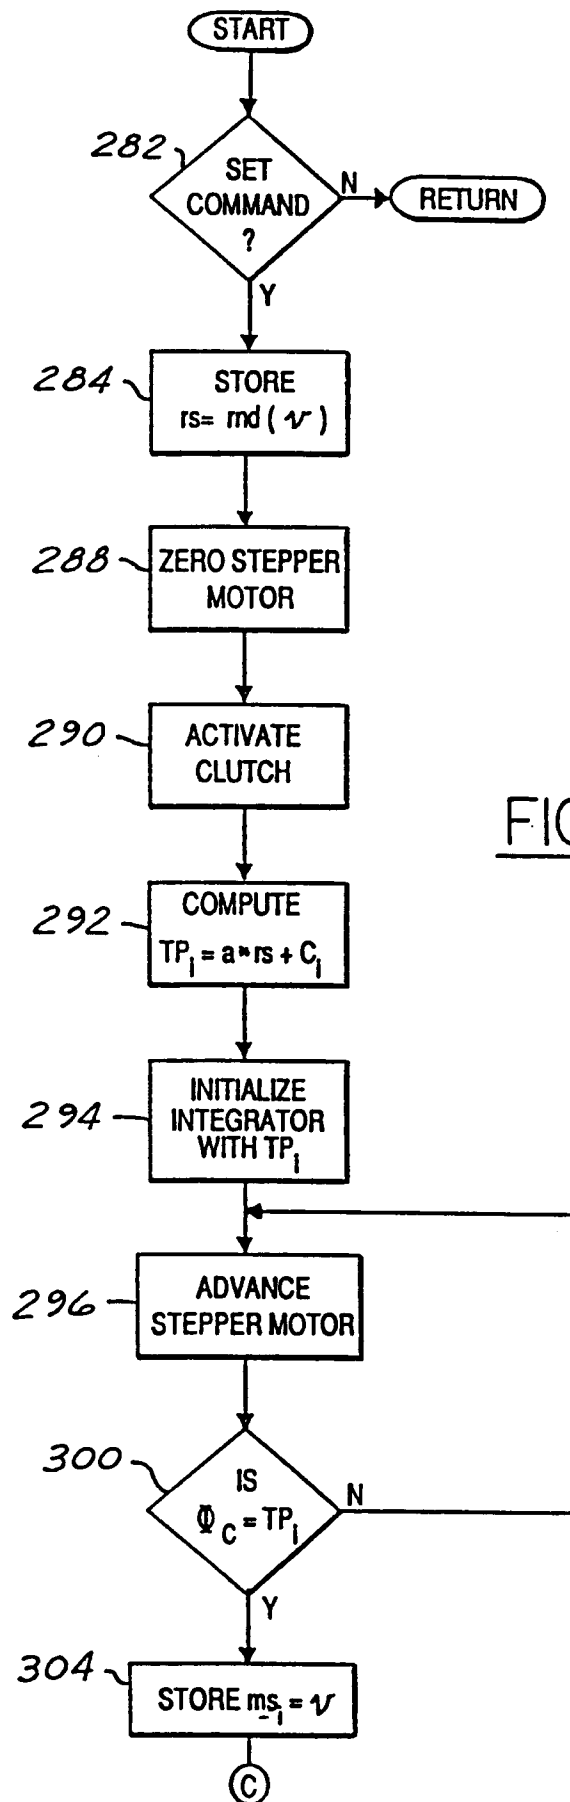 START
282
SET
COMMAND
?
N
RETURN
Y
284
STORE
rs= rnd ( v )
288
ZERO STEPPER
MOTOR
290
ACTIVATE
CLUTCH
FIG
292
COMPUTE
TPi = a*rs + Ci
294
INITIALIZE
INTEGRATOR
WITH TPi
296
ADVANCE
STEPPER MOTOR
300
IS
ΦC = TPi
N
Y
304
STORE msi = v
C